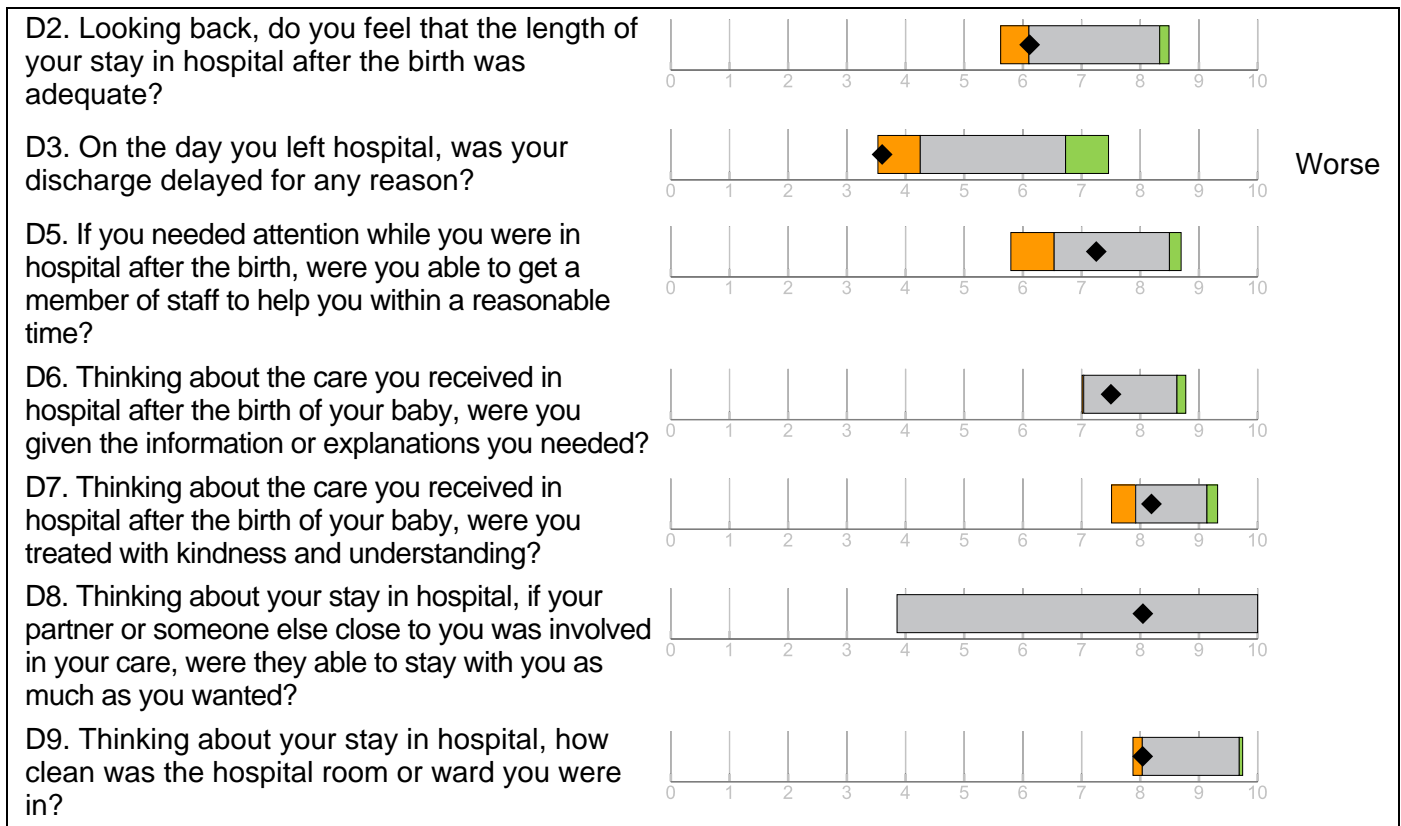 D2. Looking back, do you feel that the length of
your stay in hospital after the birth was
adequate?
0 1 2 3 4 5 6 7 8 9 10
D3. On the day you left hospital, was your
discharge delayed for any reason?
Worse
0 1 2 3 4 5 6 7 8 9 10
D5. If you needed attention while you were in
hospital after the birth, were you able to get a
member of staff to help you within a reasonable
time?
0 1 2 3 4 5 6 7 8 9 10
D6. Thinking about the care you received in
hospital after the birth of your baby, were you
given the information or explanations you needed?
0 1 2 3 4 5 6 7 8 9 10
D7. Thinking about the care you received in
hospital after the birth of your baby, were you
treated with kindness and understanding?
0 1 2 3 4 5 6 7 8 9 10
D8. Thinking about your stay in hospital, if your
partner or someone else close to you was involved
in your care, were they able to stay with you as
much as you wanted?
0 1 2 3 4 5 6 7 8 9 10
D9. Thinking about your stay in hospital, how
clean was the hospital room or ward you were
in?
0 1 2 3 4 5 6 7 8 9 10